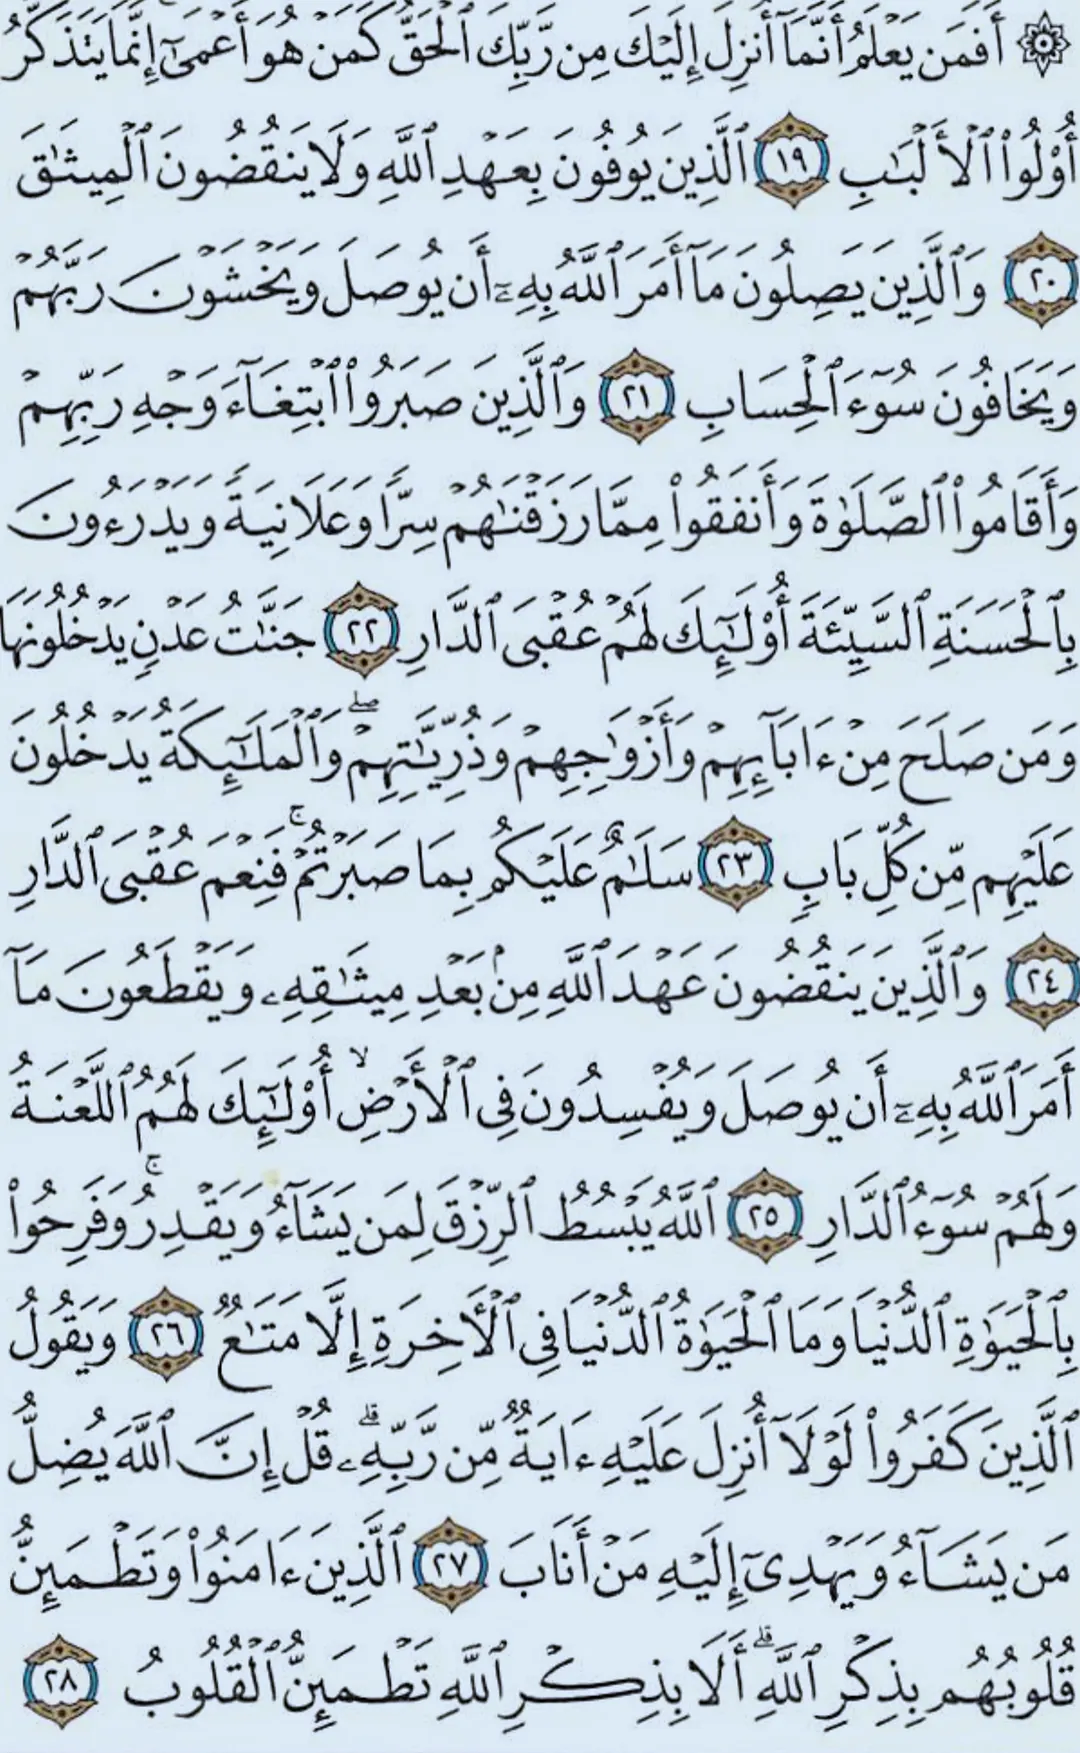 ۞ أَفَمَن يَعْلَمُ أَنَّمَآ أُنزِلَ إِلَيْكَ مِن رَّبِّكَ ٱلْحَقُّ كَمَنْ هُوَ أَعْمَىٰٓ إِنَّمَا يَتَذَكَّرُ
أُو۟لُوا۟ ٱلْأَلْبَٰبِ ١٩ ٱلَّذِينَ يُوفُونَ بِعَهْدِ ٱللَّهِ وَلَا يَنقُضُونَ ٱلْمِيثَٰقَ
٢٠ وَٱلَّذِينَ يَصِلُونَ مَآ أَمَرَ ٱللَّهُ بِهِۦٓ أَن يُوصَلَ وَيَخْشَوْنَ رَبَّهُمْ
وَيَخَافُونَ سُوٓءَ ٱلْحِسَابِ ٢١ وَٱلَّذِينَ صَبَرُوا۟ ٱبْتِغَآءَ وَجْهِ رَبِّهِمْ
وَأَقَامُوا۟ ٱلصَّلَوٰةَ وَأَنفَقُوا۟ مِمَّا رَزَقْنَٰهُمْ سِرًّا وَعَلَانِيَةً وَيَدْرَءُونَ
بِٱلْحَسَنَةِ ٱلسَّيِّئَةَ أُو۟لَٰٓئِكَ لَهُمْ عُقْبَى ٱلدَّارِ ٢٢ جَنَّٰتُ عَدْنٍ يَدْخُلُونَهَا
وَمَن صَلَحَ مِنْ ءَابَآئِهِمْ وَأَزْوَٰجِهِمْ وَذُرِّيَّٰتِهِمْ ۖ وَٱلْمَلَٰٓئِكَةُ يَدْخُلُونَ
عَلَيْهِم مِّن كُلِّ بَابٍ ٢٣ سَلَٰمٌ عَلَيْكُم بِمَا صَبَرْتُمْ ۚ فَنِعْمَ عُقْبَى ٱلدَّارِ
٢٤ وَٱلَّذِينَ يَنقُضُونَ عَهْدَ ٱللَّهِ مِنۢ بَعْدِ مِيثَٰقِهِۦ وَيَقْطَعُونَ مَآ
أَمَرَ ٱللَّهُ بِهِۦٓ أَن يُوصَلَ وَيُفْسِدُونَ فِى ٱلْأَرْضِ ۙ أُو۟لَٰٓئِكَ لَهُمُ ٱللَّعْنَةُ
وَلَهُمْ سُوٓءُ ٱلدَّارِ ٢٥ ٱللَّهُ يَبْسُطُ ٱلرِّزْقَ لِمَن يَشَآءُ وَيَقْدِرُ ۚ وَفَرِحُوا۟
بِٱلْحَيَوٰةِ ٱلدُّنْيَا وَمَا ٱلْحَيَوٰةُ ٱلدُّنْيَا فِى ٱلْأَخِرَةِ إِلَّا مَتَٰعٌ ٢٦ وَيَقُولُ
ٱلَّذِينَ كَفَرُوا۟ لَوْلَآ أُنزِلَ عَلَيْهِ ءَايَةٌ مِّن رَّبِّهِۦ ۗ قُلْ إِنَّ ٱللَّهَ يُضِلُّ
مَن يَشَآءُ وَيَهْدِىٓ إِلَيْهِ مَنْ أَنَابَ ٢٧ ٱلَّذِينَ ءَامَنُوا۟ وَتَطْمَئِنُّ
قُلُوبُهُم بِذِكْرِ ٱللَّهِ ۗ أَلَا بِذِكْرِ ٱللَّهِ تَطْمَئِنُّ ٱلْقُلُوبُ ٢٨